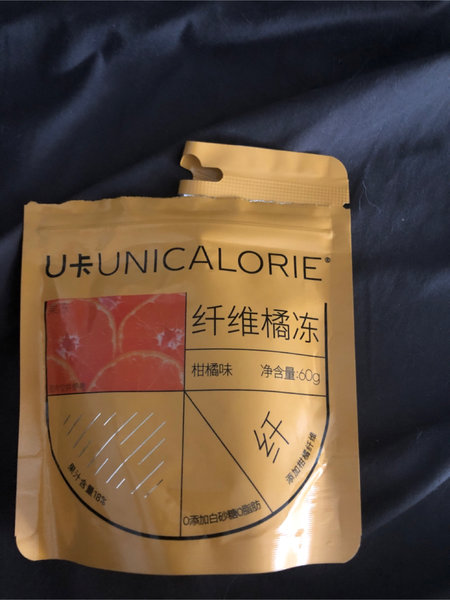 U卡UNICALORIE®
纤维橘冻
柑橘味 净含量:60g
纤
添加柑橘纤维
果汁含量18%
0添加白砂糖0脂肪